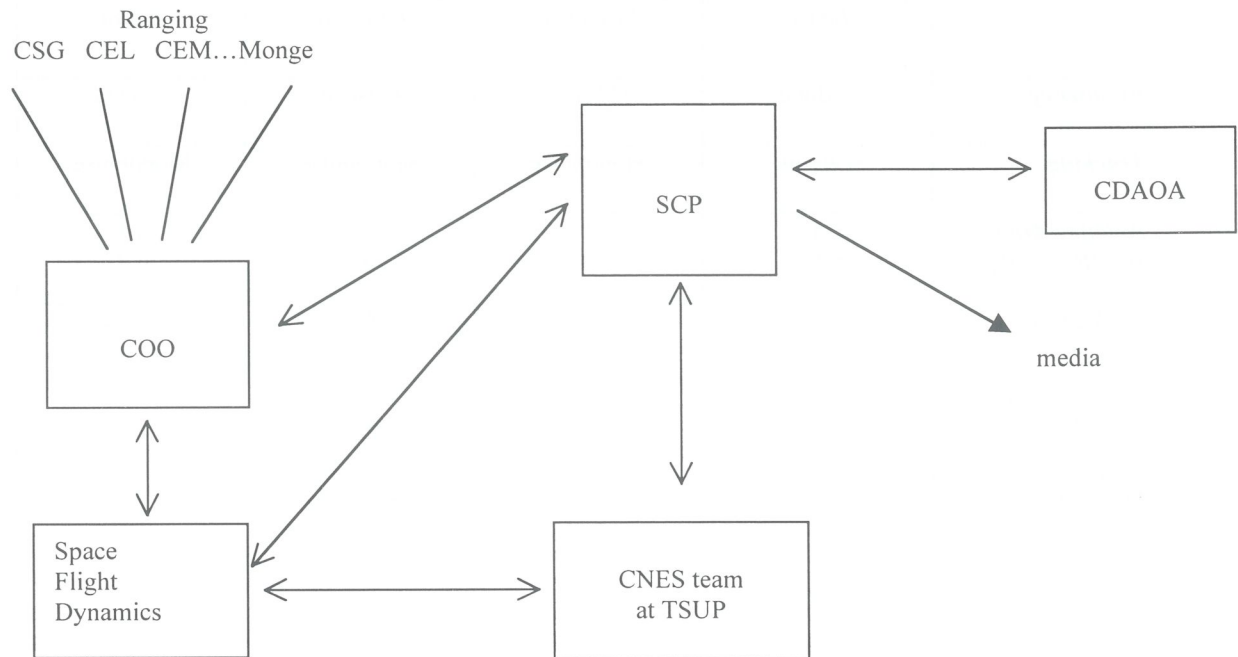 Ranging
CSG CEL CEM...Monge
SCP
CDAOA
COO
media
Space
Flight
Dynamics
CNES team
at TSUP